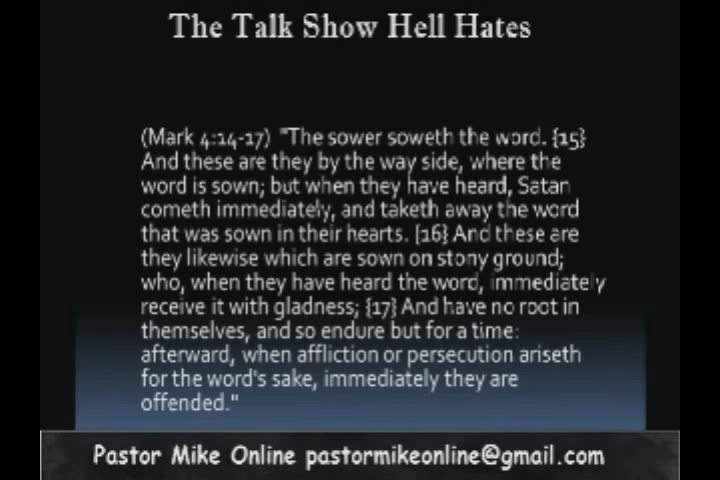 The Talk Show Hell Hates
(Mark 4:14-17) "The sower soweth the word. {15}
And these are they by the way side, where the
word is sown; but when they have heard, Satan
cometh immediately, and taketh away the word
that was sown in their hearts. {16} And these are
they likewise which are sown on stony ground;
who, when they have heard the word, immediately
receive it with gladness; {17} And have no root in
themselves, and so endure but for a time:
afterward, when affliction or persecution ariseth
for the word's sake, immediately they are
offended."
Pastor Mike Online pastormikeonline@gmail.com